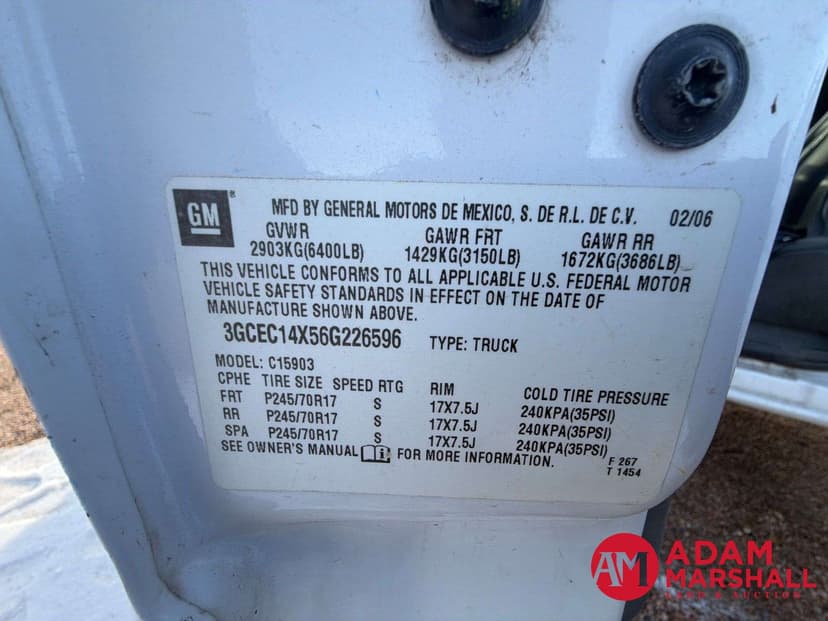 GM®
MFD BY GENERAL MOTORS DE MEXICO, S. DE R.L. DE C.V. 02/06
GVWR GAWR FRT GAWR RR
2903KG(6400LB) 1429KG(3150LB) 1672KG(3686LB)
THIS VEHICLE CONFORMS TO ALL APPLICABLE U.S. FEDERAL MOTOR
VEHICLE SAFETY STANDARDS IN EFFECT ON THE DATE OF
MANUFACTURE SHOWN ABOVE.
3GCEC14X56G226596 TYPE: TRUCK
MODEL: C15903
CPHE TIRE SIZE SPEED RTG RIM COLD TIRE PRESSURE
FRT P245/70R17 S 17X7.5J 240KPA(35PSI)
RR P245/70R17 S 17X7.5J 240KPA(35PSI)
SPA P245/70R17 S 17X7.5J 240KPA(35PSI)
SEE OWNER'S MANUAL FOR MORE INFORMATION.
F 267
T 1454
AM ADAM
MARSHALL
LAND & AUCTION